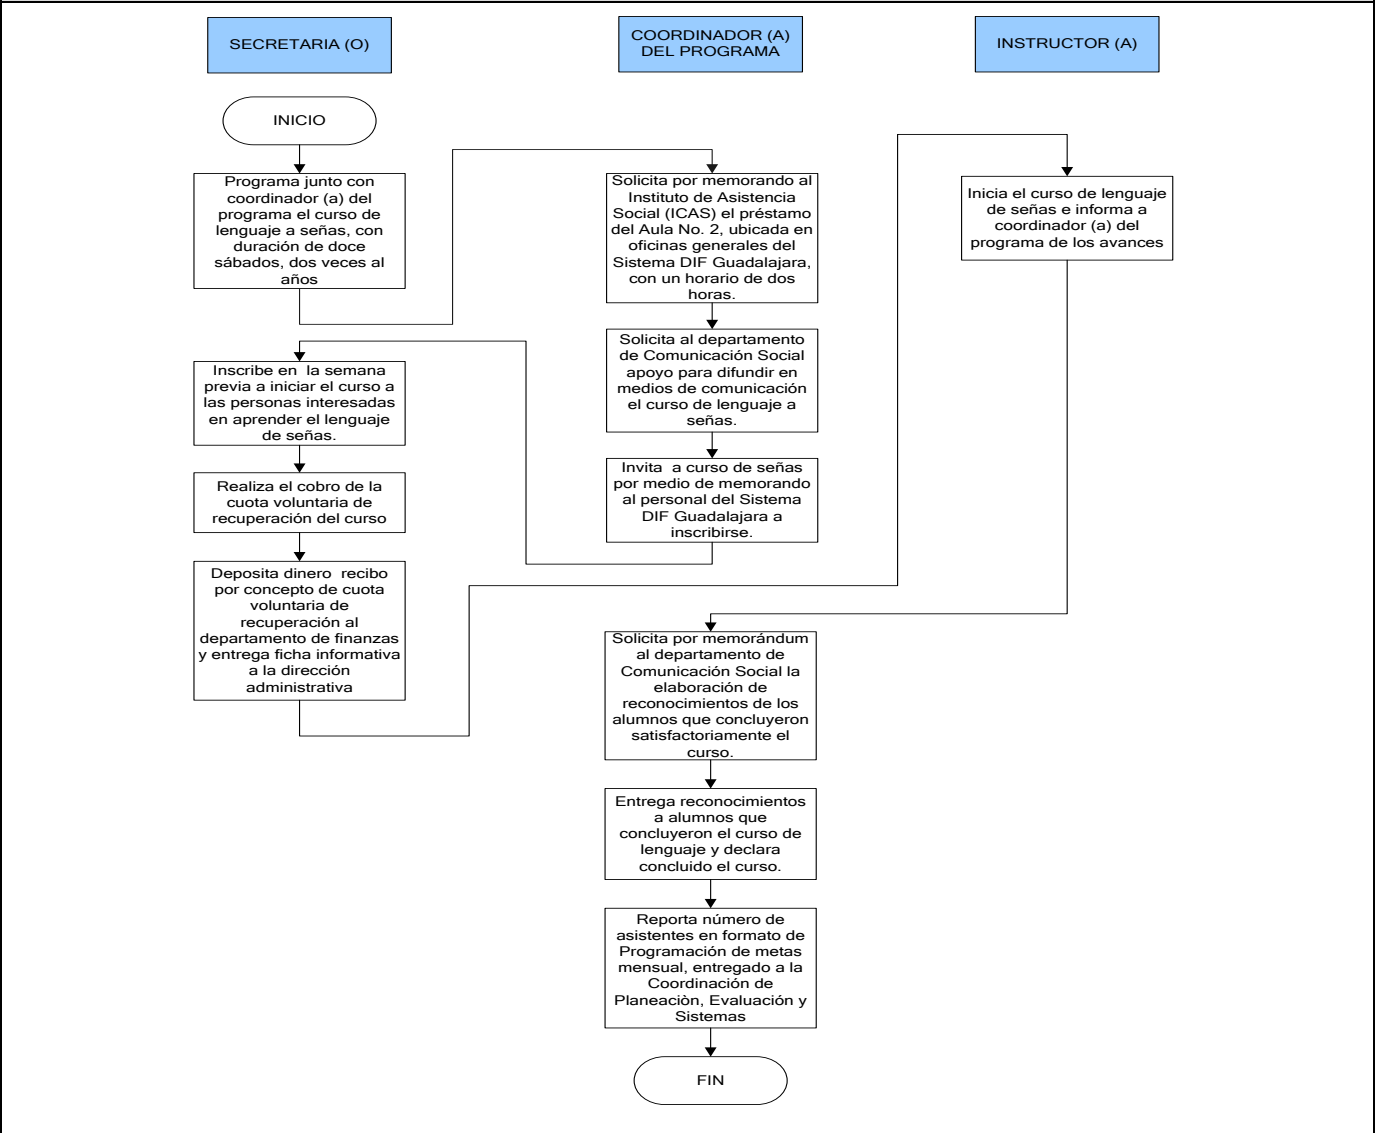 SECRETARIA (O)
COORDINADOR (A)
DEL PROGRAMA
INSTRUCTOR (A)
INICIO
Programa junto con
coordinador (a) del
programa el curso de
lenguaje a señas, con
duración de doce
sábados, dos veces al
años
Solicita por memorando al
Instituto de Asistencia
Social (ICAS) el préstamo
del Aula No. 2, ubicada en
oficinas generales del
Sistema DIF Guadalajara,
con un horario de dos
horas.
Solicita al departamento
de Comunicación Social
apoyo para difundir en
medios de comunicación
el curso de lenguaje a
señas.
Invita  a curso de señas
por medio de memorando
al personal del Sistema
DIF Guadalajara a
inscribirse.
Inscribe en  la semana
previa a iniciar el curso a
las personas interesadas
en aprender el lenguaje
de señas.
Realiza el cobro de la
cuota voluntaria de
recuperación del curso
Deposita dinero  recibo
por concepto de cuota
voluntaria de
recuperación al
departamento de finanzas
y entrega ficha informativa
a la dirección
administrativa
Inicia el curso de lenguaje
de señas e informa a
coordinador (a) del
programa de los avances
Solicita por memorándum
al departamento de
Comunicación Social la
elaboración de
reconocimientos de los
alumnos que concluyeron
satisfactoriamente el
curso.
Entrega reconocimientos
a alumnos que
concluyeron el curso de
lenguaje y declara
concluido el curso.
Reporta número de
asistentes en formato de
Programación de metas
mensual, entregado a la
Coordinación de
Planeaciòn, Evaluación y
Sistemas
FIN